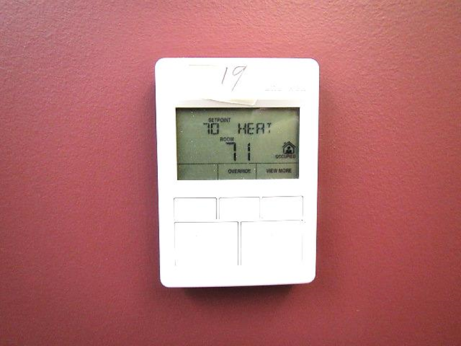 19
SETPOINT
70 HEAT
ROOM
71
OCCUPIED
OVERRIDE VIEW MORE